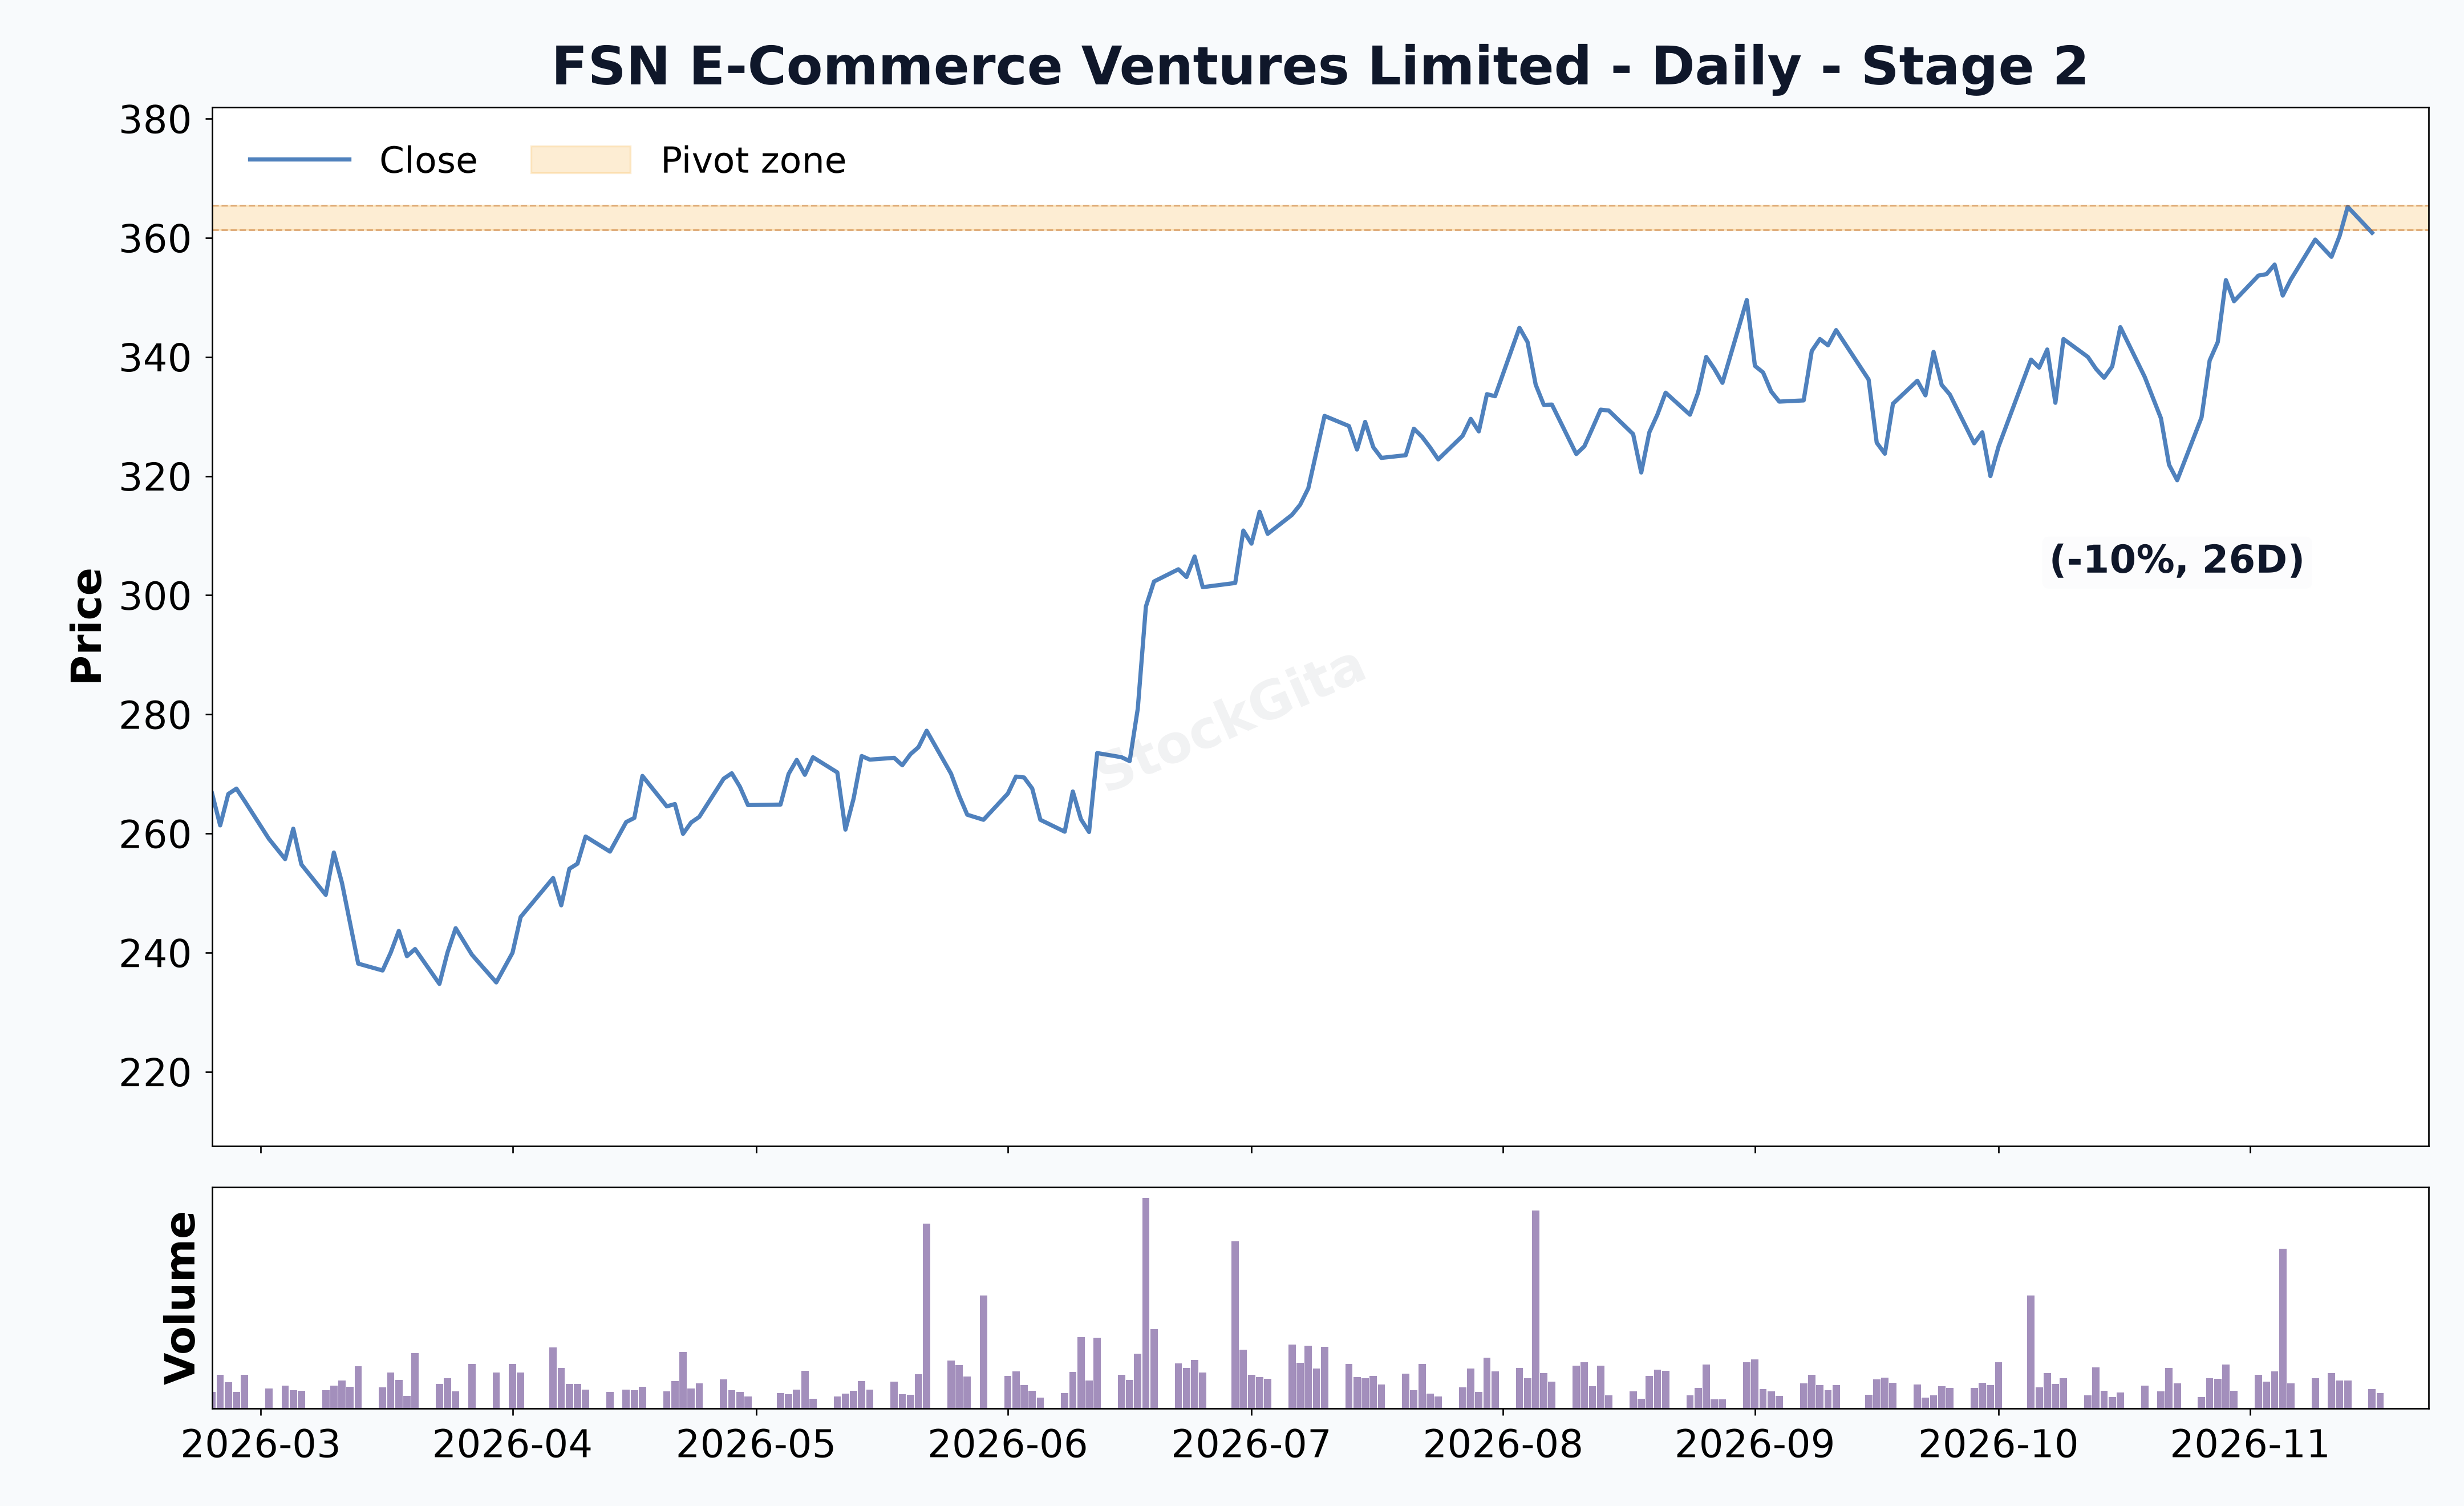 FSN E-Commerce Ventures Limited - Daily - Stage 2
Close
Pivot zone
380
360
340
320
300
280
260
240
220
Price
(-10%, 26D)
StockGita
Volume
2026-03
2026-04
2026-05
2026-06
2026-07
2026-08
2026-09
2026-10
2026-11